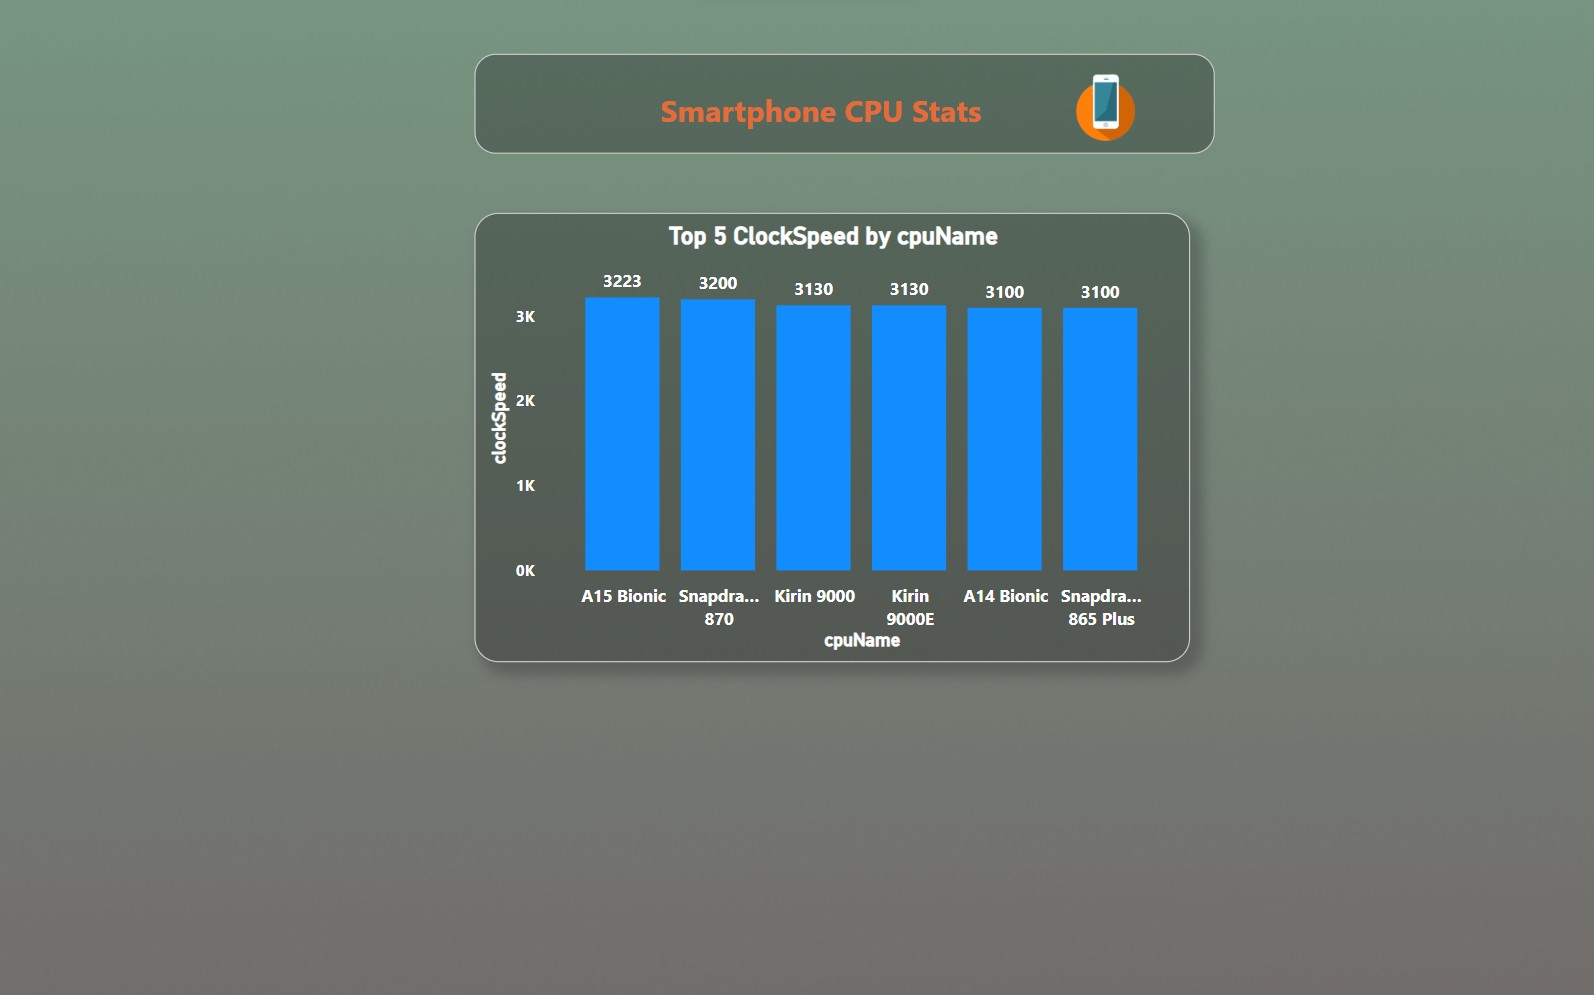 Smartphone CPU Stats
Top 5 ClockSpeed by cpuName
3223 3200 3130 3130 3100 3100
3K
2K
1K
0K
clockSpeed
A15 Bionic Snapdra... Kirin 9000 Kirin A14 Bionic Snapdra...
870 9000E 865 Plus
cpuName